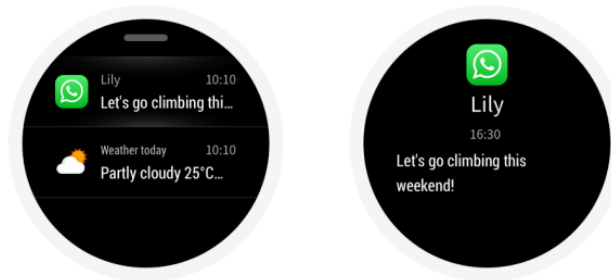 Lily 10:10
Let's go climbing thi...
Weather today 10:10
Partly cloudy 25°C...
Lily
16:30
Let's go climbing this
weekend!